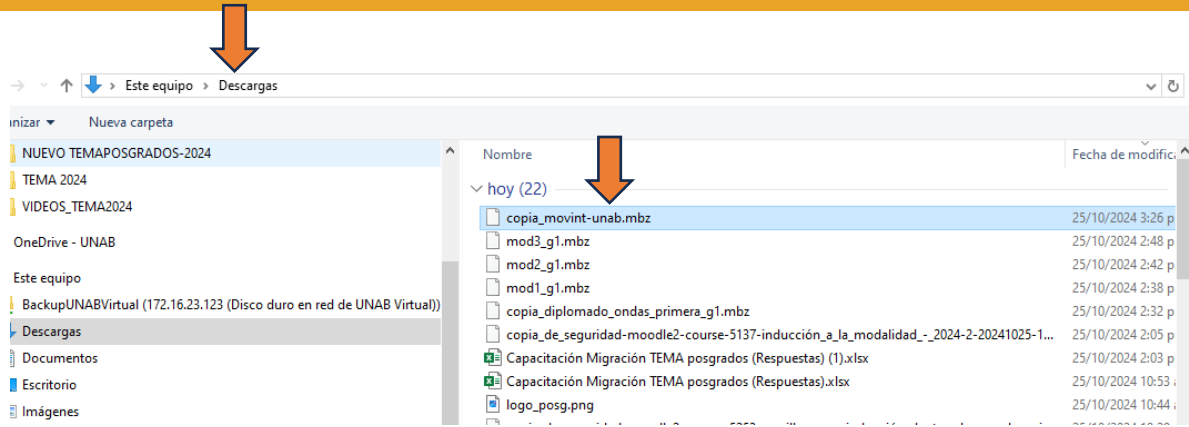 Este equipo > Descargas
nizar Nueva carpeta
NUEVO TEMAPOSGRADOS-2024
TEMA 2024
VIDEOS_TEMA2024
OneDrive - UNAB
Este equipo
BackupUNABVirtual (172.16.23.123 (Disco duro en red de UNAB Virtual))
Descargas
Documentos
Escritorio
Imágenes
Nombre Fecha de modific
hoy (22)
copia_movint-unab.mbz 25/10/2024 3:26 p
mod3_g1.mbz 25/10/2024 2:48 p
mod2_g1.mbz 25/10/2024 2:42 p
mod1_g1.mbz 25/10/2024 2:38 p
copia_diplomado_ondas_primera_g1.mbz 25/10/2024 2:32 p
copia_de_seguridad-moodle2-course-5137-inducción_a_la_modalidad_-_2024-2-20241025-1... 25/10/2024 2:05 p
Capacitación Migración TEMA posgrados (Respuestas) (1).xlsx 25/10/2024 2:03 p
Capacitación Migración TEMA posgrados (Respuestas).xlsx 25/10/2024 10:53 a
logo_posg.png 25/10/2024 10:44 a